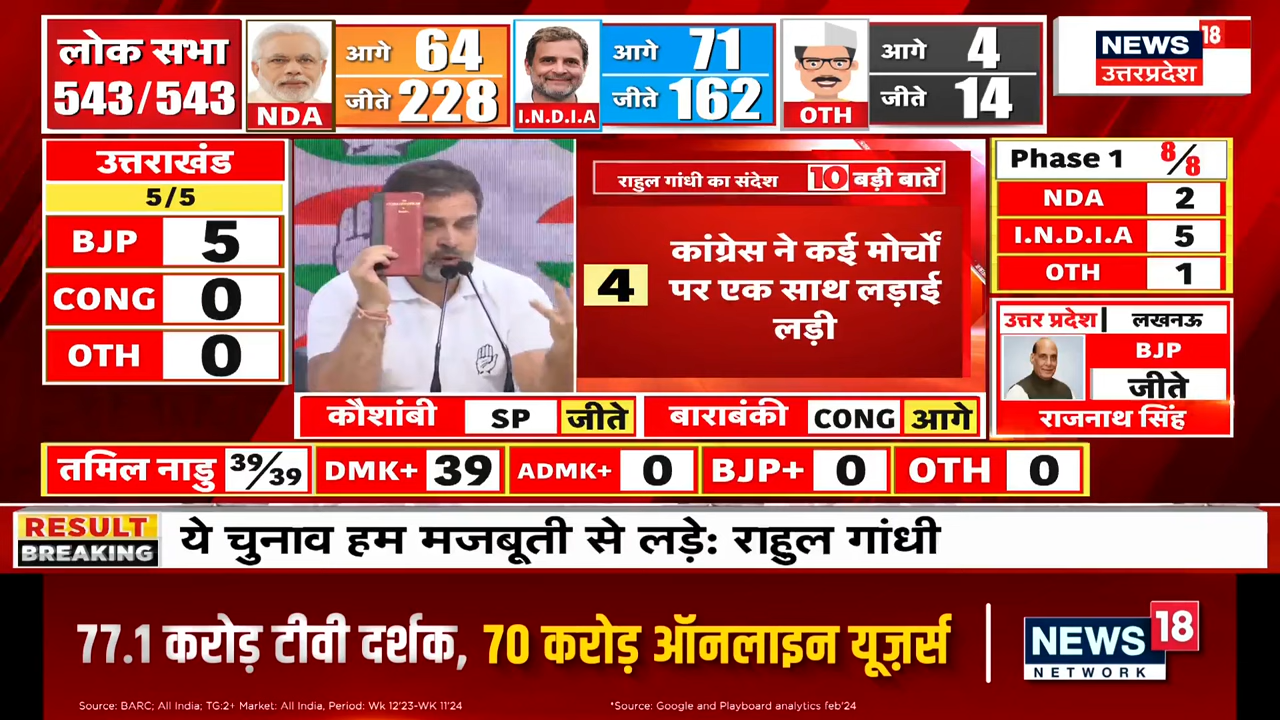 लोक सभा
543/543
NDA
आगे 64
जीते 228
I.N.D.I.A
आगे 71
जीते 162
OTH
आगे 4
जीते 14
NEWS 18
उत्तरप्रदेश
उत्तराखंड
5/5
BJP 5
CONG 0
OTH 0
राहुल गांधी का संदेश 10 बड़ी बातें
4
कांग्रेस ने कई मोर्चों
पर एक साथ लड़ाई
लड़ी
Phase 1 8/8
NDA 2
I.N.D.I.A 5
OTH 1
उत्तर प्रदेश | लखनऊ
BJP
जीते
राजनाथ सिंह
कौशांबी SP जीते
बाराबंकी CONG आगे
तमिल नाडु 39/39 DMK+ 39 ADMK+ 0 BJP+ 0 OTH 0
RESULT
BREAKING
ये चुनाव हम मजबूती से लड़े: राहुल गांधी
77.1 करोड़ टीवी दर्शक, 70 करोड़ ऑनलाइन यूज़र्स
NEWS 18
NETWORK
Source: BARC; All India; TG:2+ Market: All India, Period: Wk 12'23-WK 11'24
*Source: Google and Playboard analytics feb'24